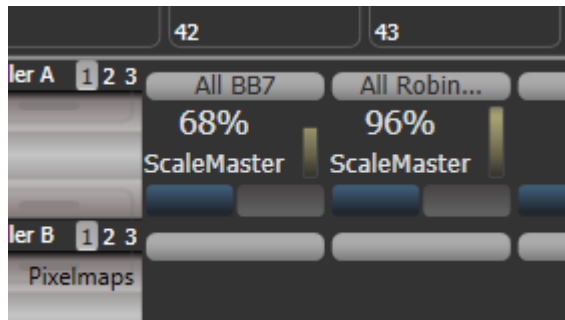 42 43
ler A 1 2 3
All BB7 All Robin...
68% 96%
ScaleMaster ScaleMaster
ler B 1 2 3
Pixelmaps